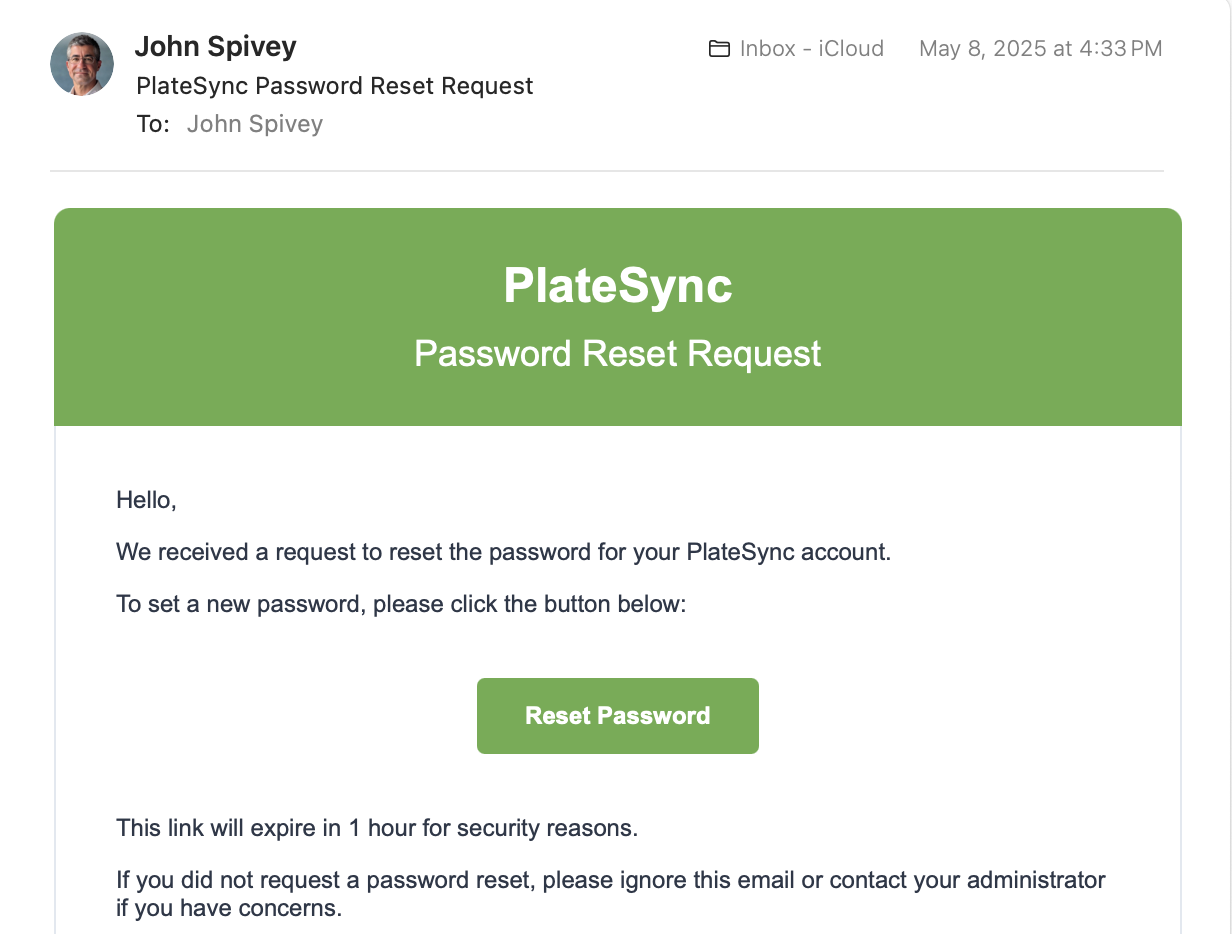 John Spivey
Inbox - iCloud
May 8, 2025 at 4:33 PM
PlateSync Password Reset Request
To: John Spivey
PlateSync
Password Reset Request
Hello,
We received a request to reset the password for your PlateSync account.
To set a new password, please click the button below:
Reset Password
This link will expire in 1 hour for security reasons.
If you did not request a password reset, please ignore this email or contact your administrator
if you have concerns.